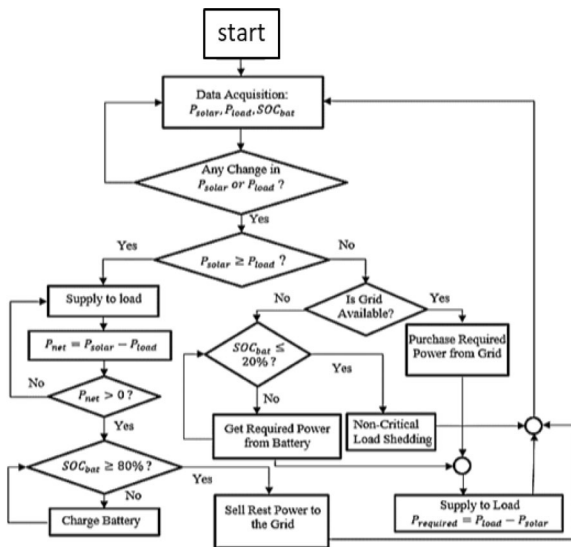 start
Data Acquisition:
P_solar, P_load, SOC_bat
Any Change in
P_solar or P_load ?
Yes
Yes
No
P_solar ≥ P_load ?
Supply to load
No
Is Grid
Available?
Yes
P_net = P_solar − P_load
SOC_bat ≤
20% ?
Purchase Required
Power from Grid
Yes
No
P_net > 0 ?
No
Yes
Get Required Power
from Battery
Non-Critical
Load Shedding
SOC_bat ≥ 80% ?
Yes
No
Charge Battery
Sell Rest Power to
the Grid
Supply to Load
P_required = P_load − P_solar